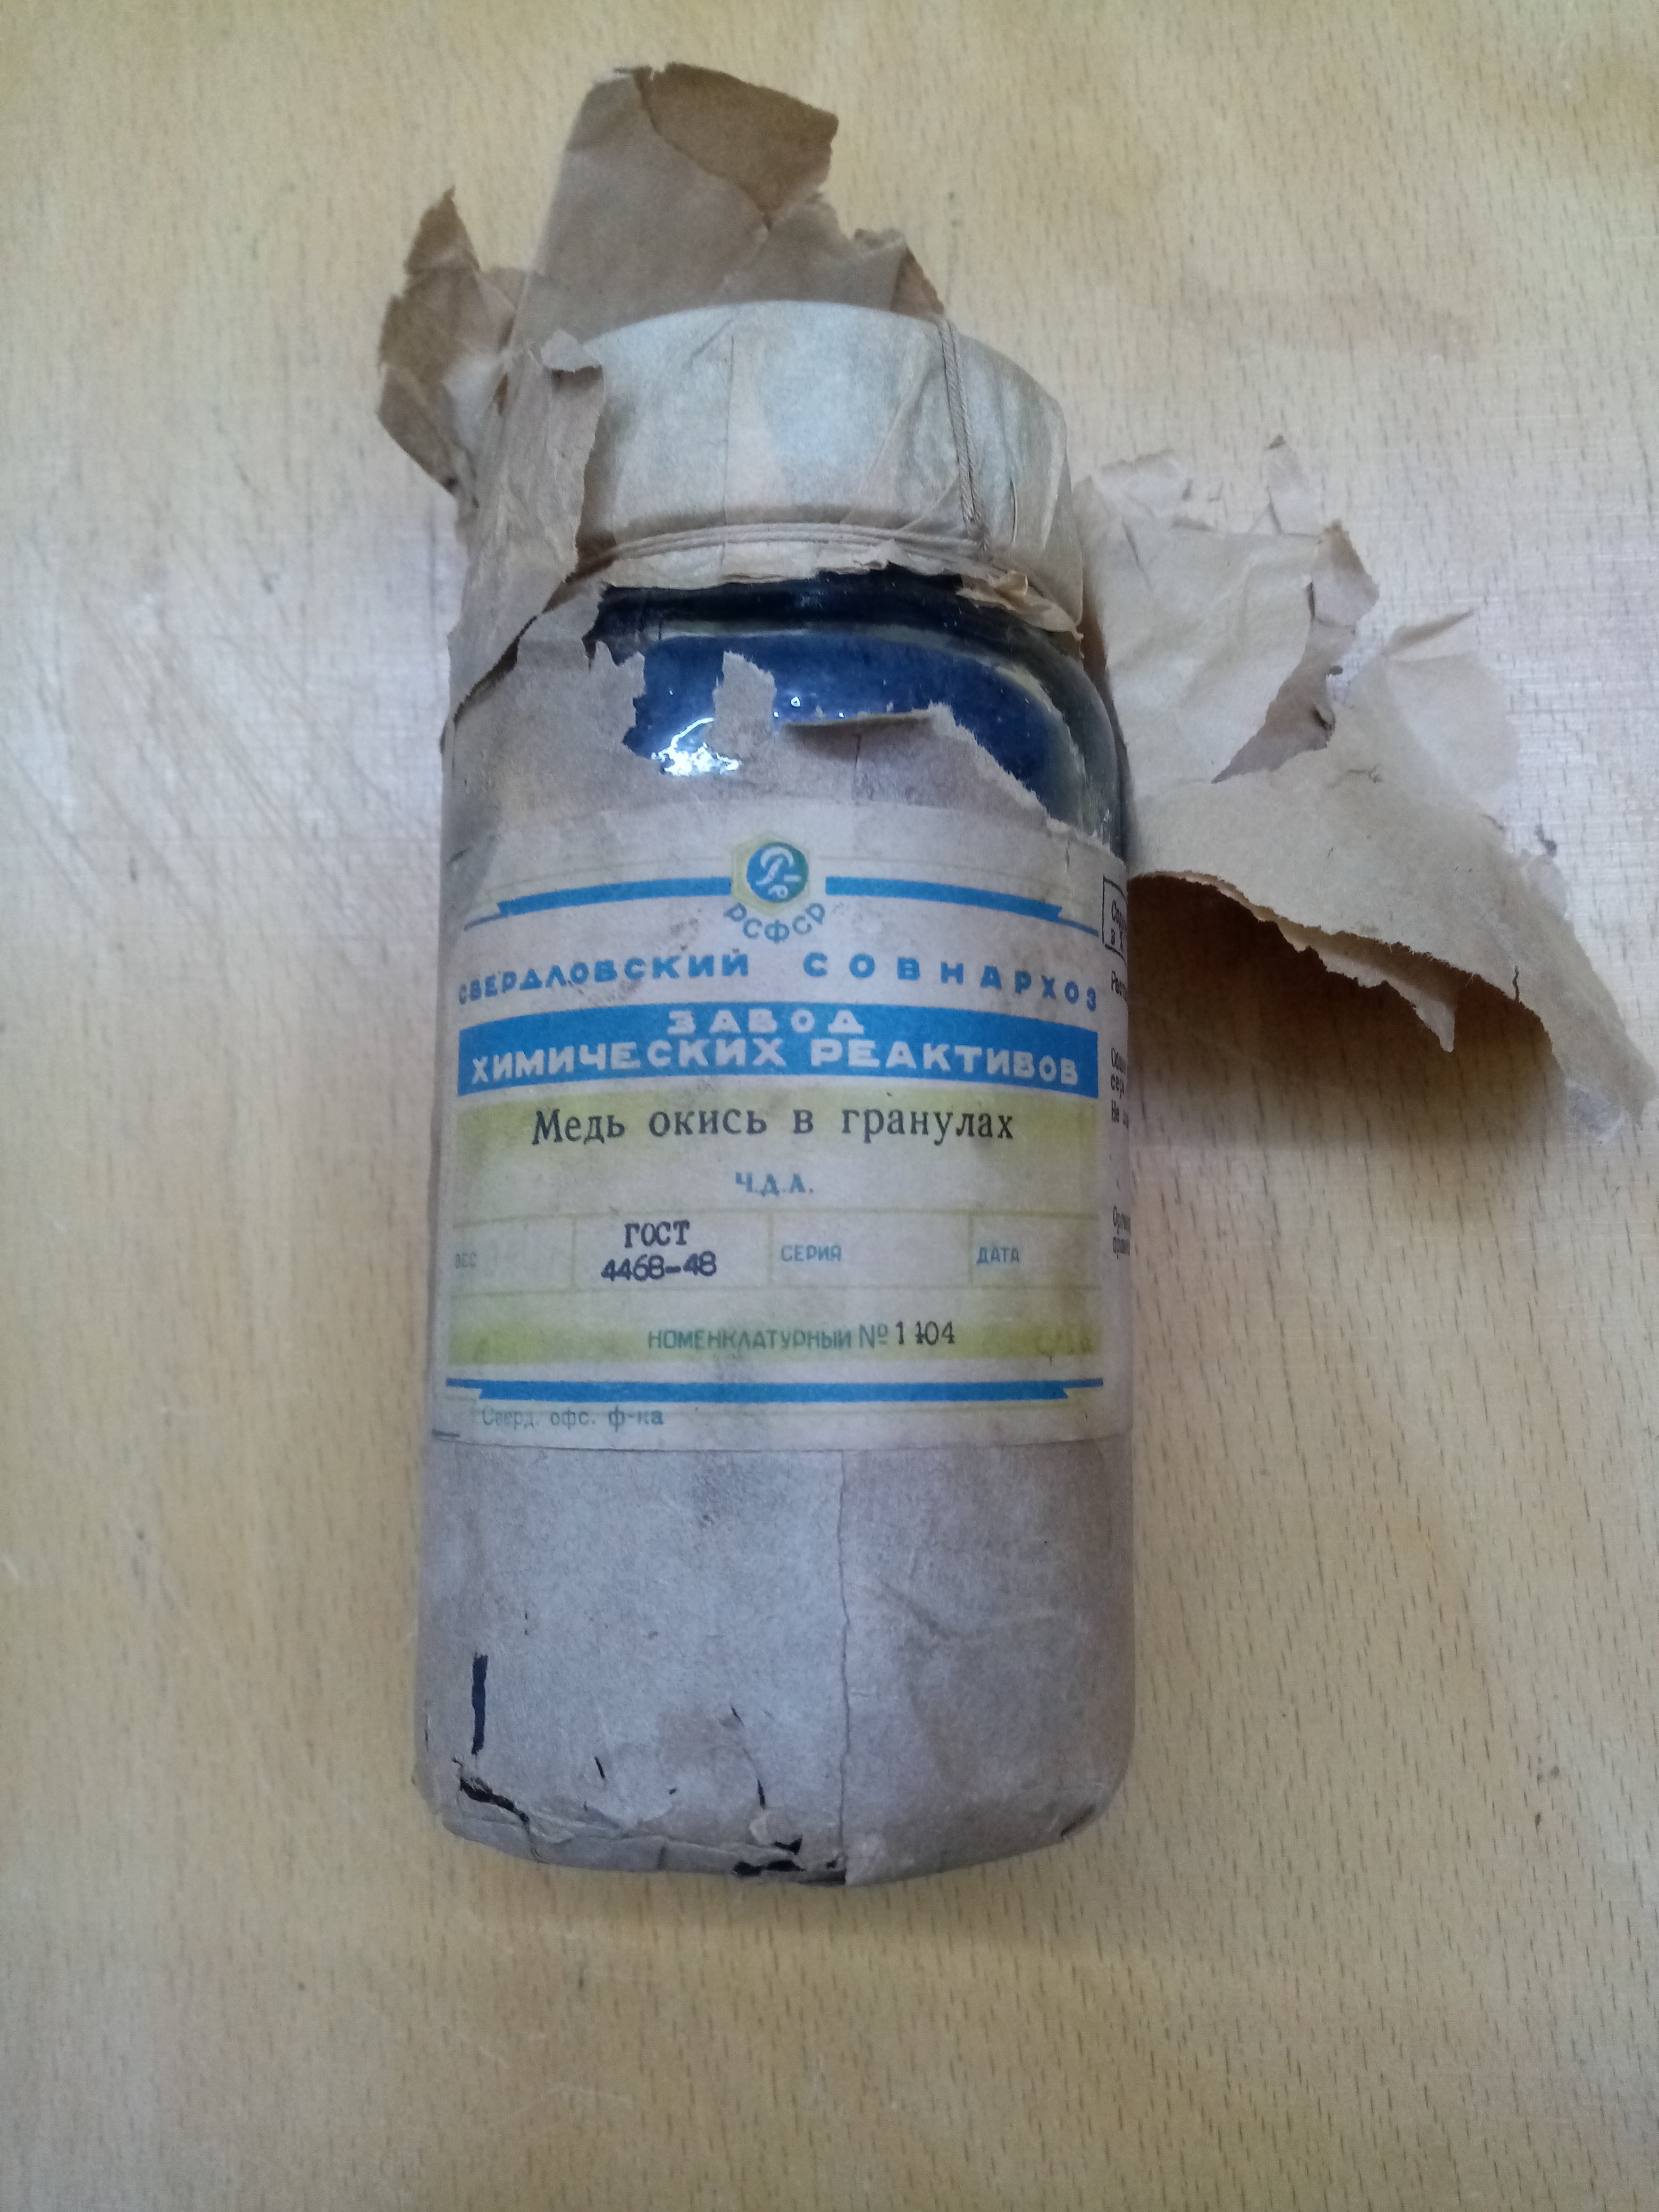 РСФСР
СВЕРДЛОВСКИЙ СОВНАРХОЗ
ЗАВОД
ХИМИЧЕСКИХ РЕАКТИВОВ
Медь окись в гранулах
Ч.Д.А.
ВЕС
ГОСТ
4468-48
СЕРИЯ
ДАТА
НОМЕНКЛАТУРНЫЙ № 1104
Сверд. офс. ф-ка